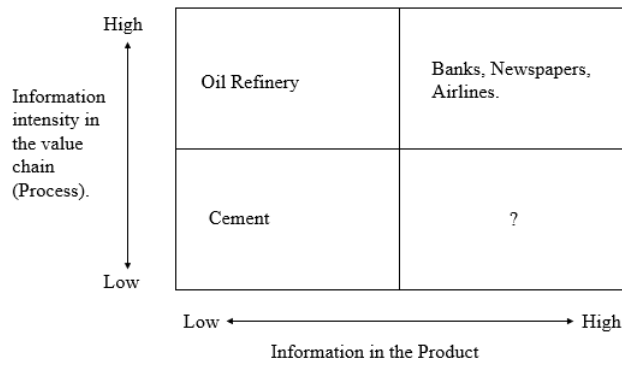 High
Information
intensity in
the value
chain
(Process).
Low
Oil Refinery
Banks, Newspapers,
Airlines.
Cement
?
Low
High
Information in the Product